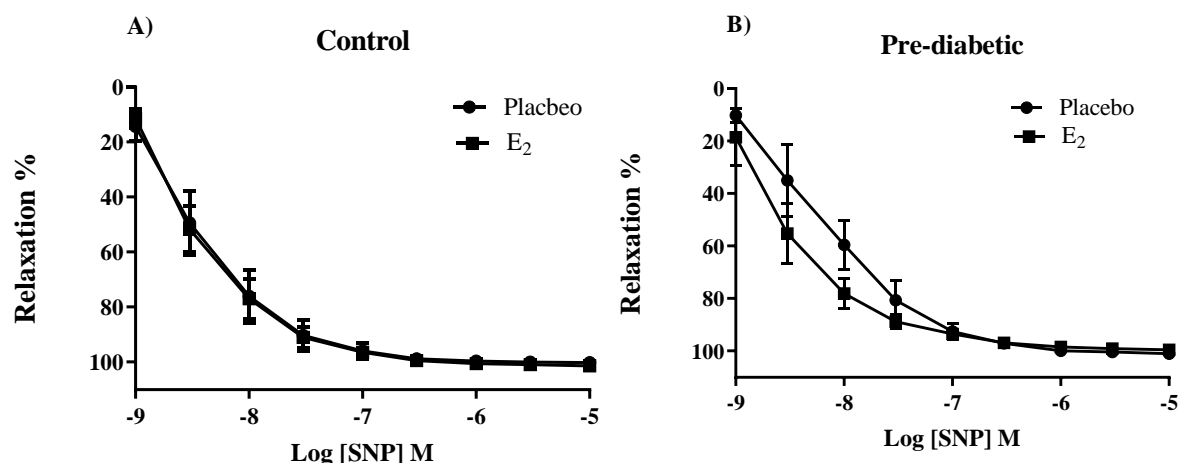 A)
Control
Placbeo
E₂
Relaxation %
0
20
40
60
80
100
-9
-8
-7
-6
-5
Log [SNP] M
B)
Pre-diabetic
Placebo
E₂
Relaxation %
0
20
40
60
80
100
-9
-8
-7
-6
-5
Log [SNP] M